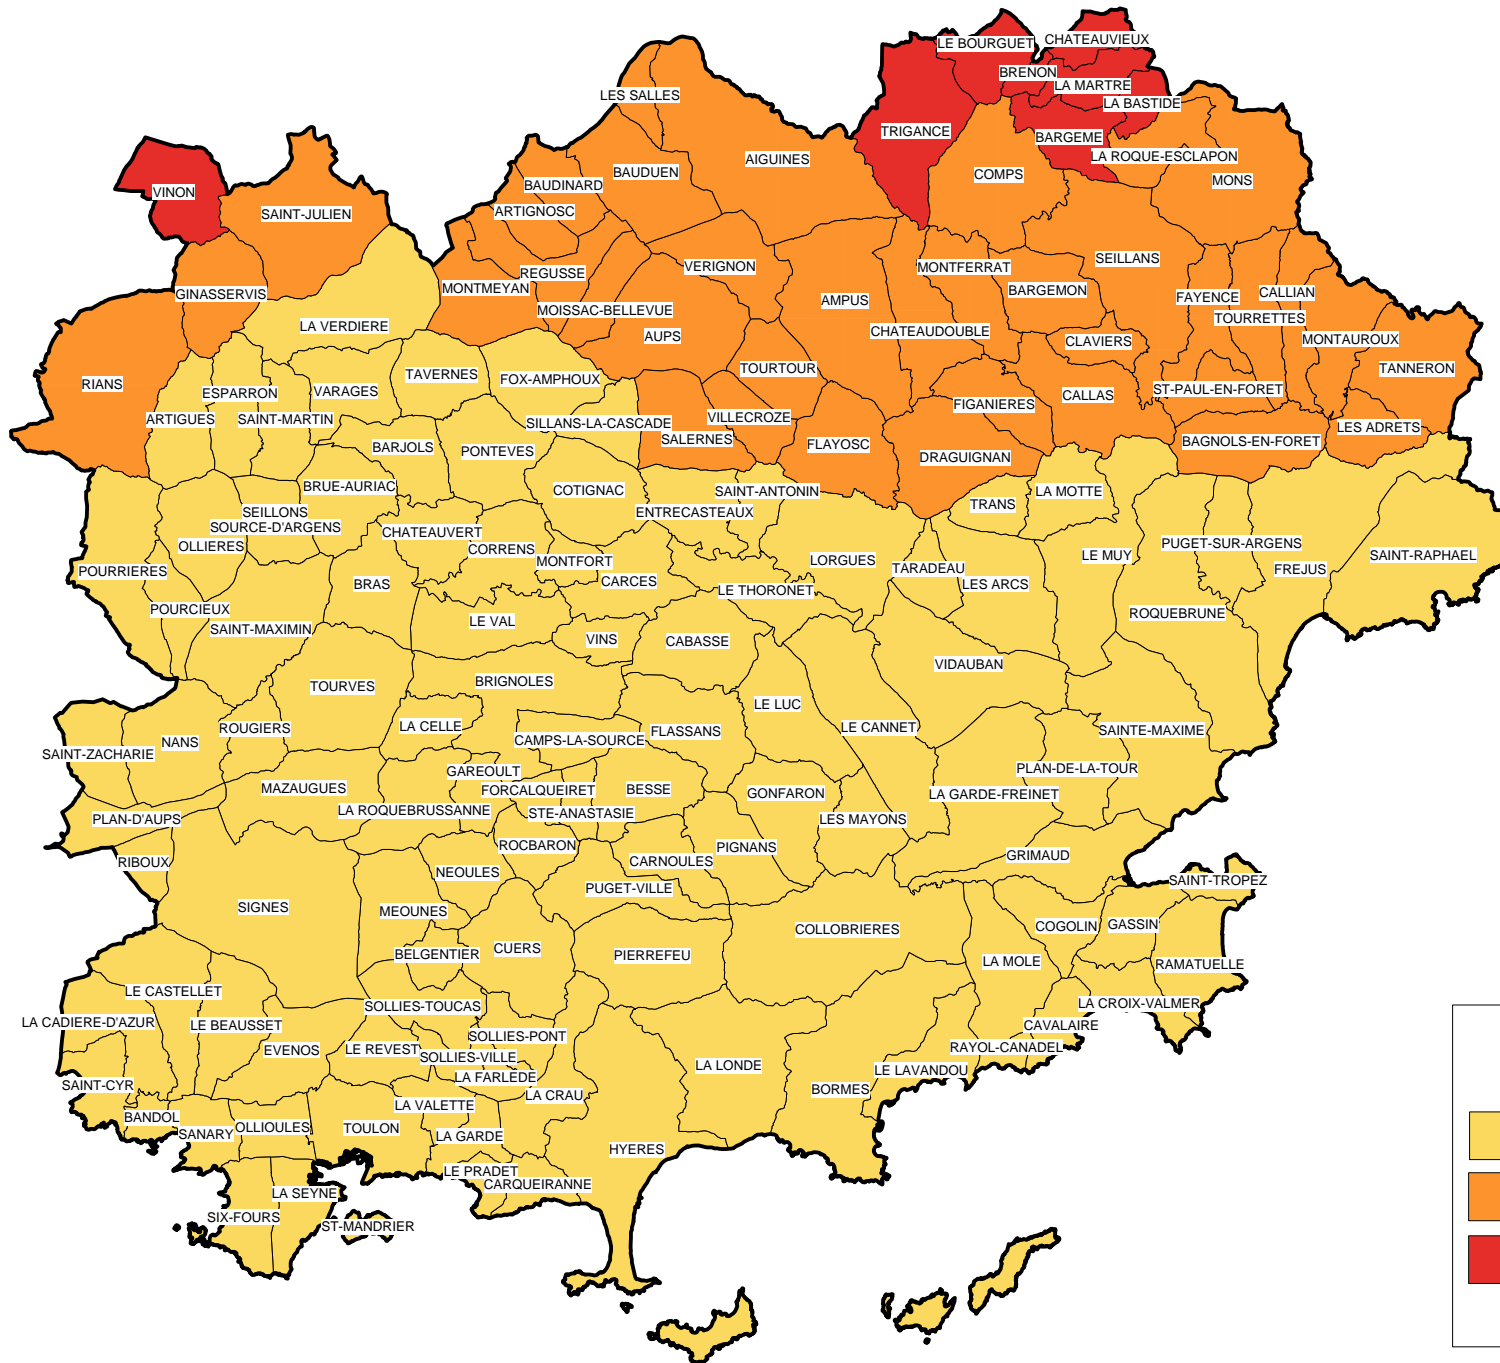 CHATEAUVIEUX
LE BOURGUET
BRENON
LA MARTRE
LES SALLES
LA BASTIDE
TRIGANCE
BARGEME
LA ROQUE-ESCLAPON
AIGUINES
BAUDUEN
COMPS
MONS
BAUDINARD
VINON
ARTIGNOSC
SAINT-JULIEN
SEILLANS
VERIGNON
MONTFERRAT
REGUSSE
MONTMEYAN
BARGEMON
GINASSERVIS
CALLIAN
FAYENCE
AMPUS
MOISSAC-BELLEVUE
TOURRETTES
LA VERDIERE
CHATEAUDOUBLE
AUPS
CLAVIERS
MONTAUROUX
TOURTOUR
TANNERON
TAVERNES
FOX-AMPHOUX
RIANS
VARAGES
ESPARRON
ST-PAUL-EN-FORET
CALLAS
FIGANIERES
ARTIGUES
SAINT-MARTIN
VILLECROZE
SILLANS-LA-CASCADE
LES ADRETS
SALERNES
FLAYOSC
BAGNOLS-EN-FORET
BARJOLS
PONTEVES
DRAGUIGNAN
BRUE-AURIAC
COTIGNAC
SAINT-ANTONIN
LA MOTTE
TRANS
SEILLONS
SOURCE-D'ARGENS
ENTRECASTEAUX
CHATEAUVERT
OLLIERES
CORRENS
PUGET-SUR-ARGENS
LE MUY
SAINT-RAPHAEL
MONTFORT
LORGUES
TARADEAU
FREJUS
POURRIERES
CARCES
BRAS
LES ARCS
LE THORONET
POURCIEUX
ROQUEBRUNE
LE VAL
SAINT-MAXIMIN
VINS
CABASSE
VIDAUBAN
BRIGNOLES
TOURVES
LE LUC
LA CELLE
ROUGIERS
LE CANNET
FLASSANS
SAINTE-MAXIME
CAMPS-LA-SOURCE
NANS
SAINT-ZACHARIE
GAREOULT
PLAN-DE-LA-TOUR
MAZAUGUES
FORCALQUEIRET
BESSE
GONFARON
LA GARDE-FREINET
LA ROQUEBRUSSANNE
STE-ANASTASIE
PLAN-D'AUPS
LES MAYONS
ROCBARON
PIGNANS
GRIMAUD
RIBOUX
CARNOULES
NEOULES
SAINT-TROPEZ
PUGET-VILLE
SIGNES
MEOUNES
COGOLIN
GASSIN
COLLOBRIERES
CUERS
BELGENTIER
PIERREFEU
LA MOLE
RAMATUELLE
LE CASTELLET
LA CROIX-VALMER
SOLLIES-TOUCAS
LA CADIERE-D'AZUR
LE BEAUSSET
CAVALAIRE
SOLLIES-PONT
RAYOL-CANADEL
EVENOS
LE REVEST
SOLLIES-VILLE
LA LONDE
LE LAVANDOU
LA FARLEDE
SAINT-CYR
BORMES
LA CRAU
LA VALETTE
BANDOL
OLLIOULES
TOULON
SANARY
LA GARDE
HYERES
LE PRADET
CARQUEIRANNE
LA SEYNE
SIX-FOURS
ST-MANDRIER